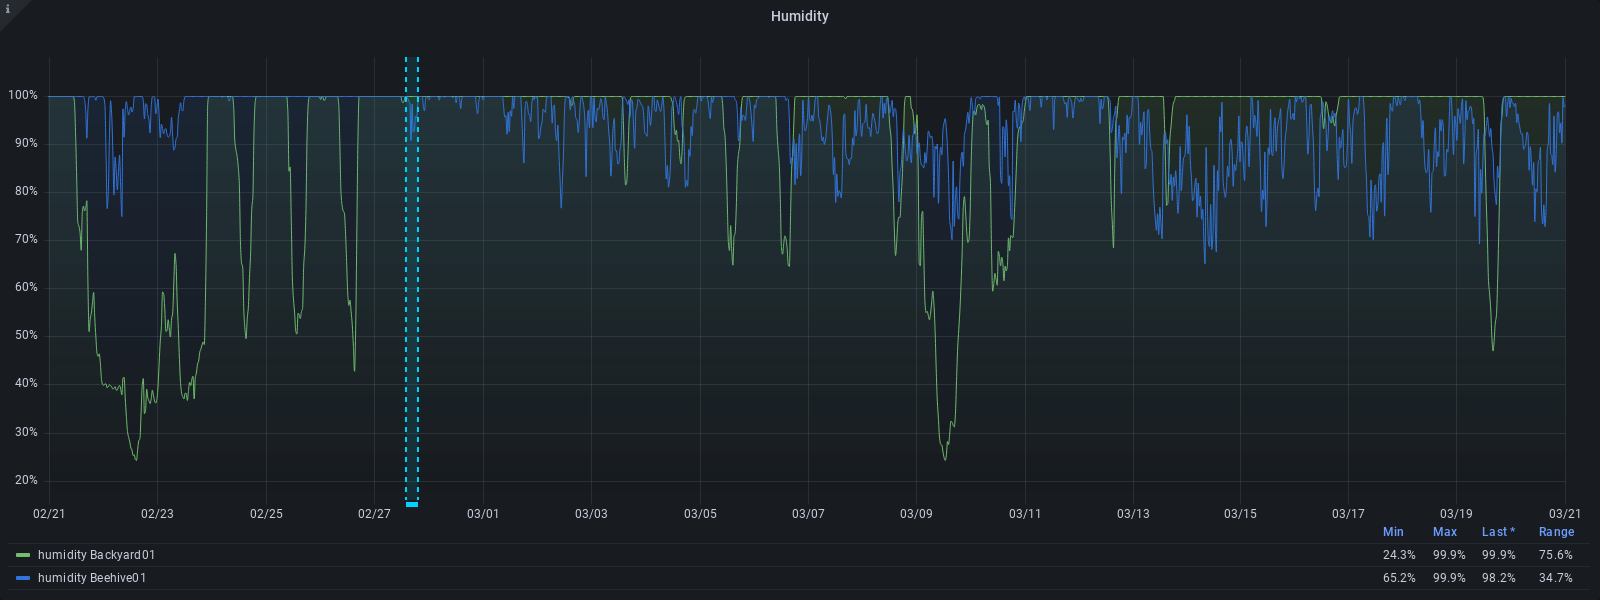 i
Humidity
100%
90%
80%
70%
60%
50%
40%
30%
20%
02/21 02/23 02/25 02/27 03/01 03/03 03/05 03/07 03/09 03/11 03/13 03/15 03/17 03/19 03/21
Min Max Last * Range
humidity Backyard01 24.3% 99.9% 99.9% 75.6%
humidity Beehive01 65.2% 99.9% 98.2% 34.7%